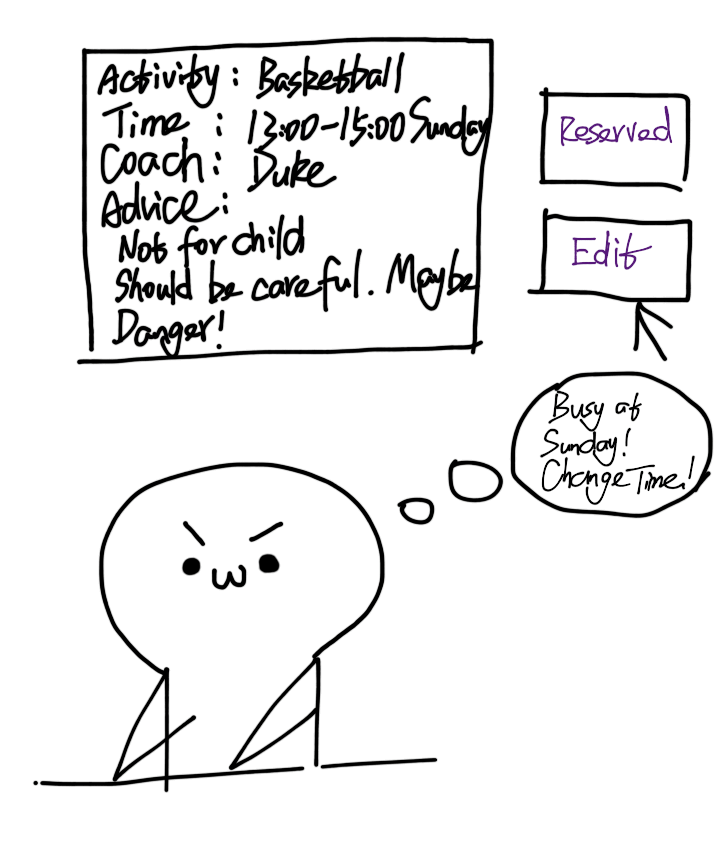 Activity: Basketball
Time : 13:00-15:00 Sunday
Coach: Duke
Advice:
Not for child
Should be careful. Maybe
Danger!
Reserved
Edit
Busy at
Sunday!
Change Time!